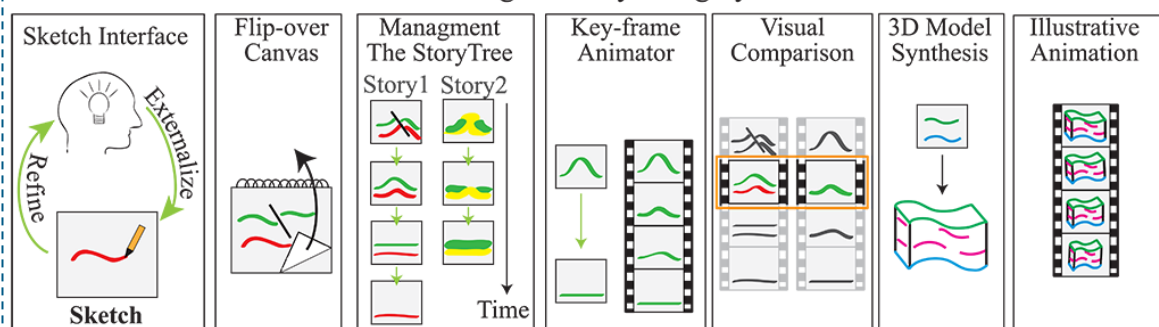 Sketch Interface
Externalize
Refine
Sketch
Flip-over
Canvas
Managment
The StoryTree
Story1 Story2
Time
Key-frame
Animator
Visual
Comparison
3D Model
Synthesis
Illustrative
Animation